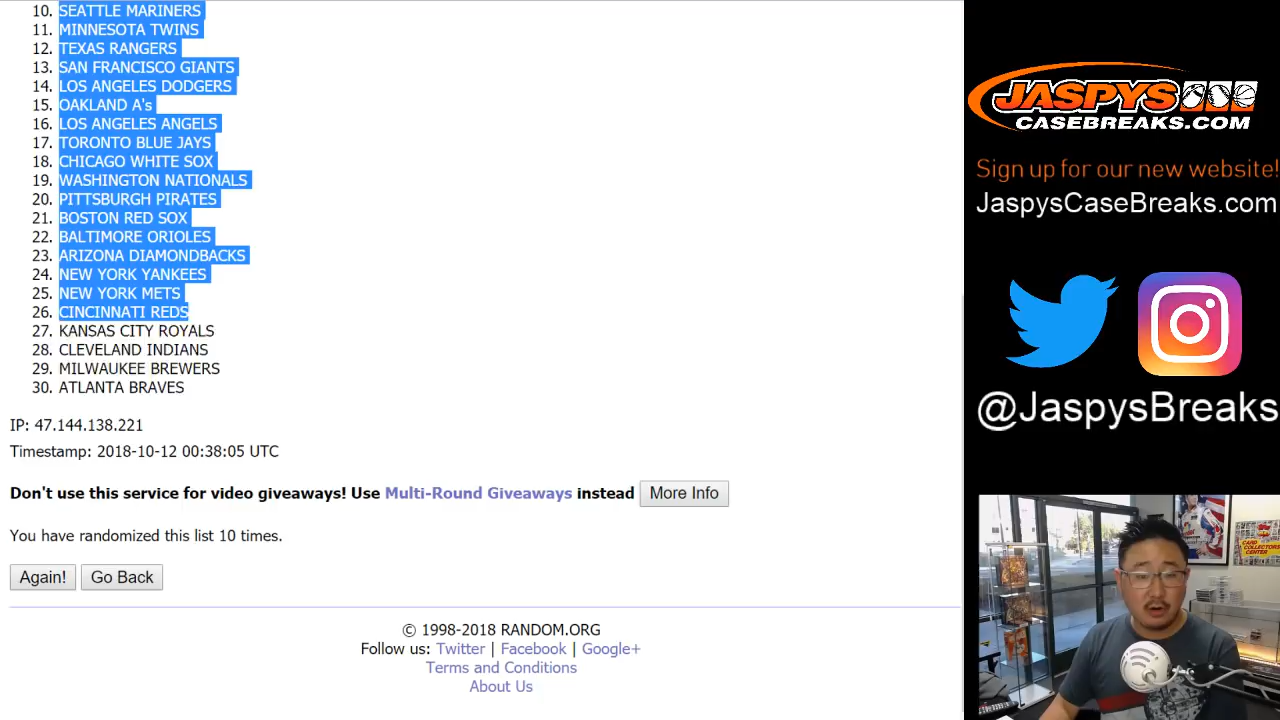 10. SEATTLE MARINERS
11. MINNESOTA TWINS
12. TEXAS RANGERS
13. SAN FRANCISCO GIANTS
14. LOS ANGELES DODGERS
15. OAKLAND A's
16. LOS ANGELES ANGELS
17. TORONTO BLUE JAYS
18. CHICAGO WHITE SOX
19. WASHINGTON NATIONALS
20. PITTSBURGH PIRATES
21. BOSTON RED SOX
22. BALTIMORE ORIOLES
23. ARIZONA DIAMONDBACKS
24. NEW YORK YANKEES
25. NEW YORK METS
26. CINCINNATI REDS
27. KANSAS CITY ROYALS
28. CLEVELAND INDIANS
29. MILWAUKEE BREWERS
30. ATLANTA BRAVES
IP: 47.144.138.221
Timestamp: 2018-10-12 00:38:05 UTC
Don't use this service for video giveaways! Use Multi-Round Giveaways instead More Info
You have randomized this list 10 times.
Again! Go Back
© 1998-2018 RANDOM.ORG
Follow us: Twitter | Facebook | Google+
Terms and Conditions
About Us
JASPYS
CASEBREAKS.COM
Sign up for our new website!
JaspysCaseBreaks.com
@JaspysBreaks
CARD
COLLECTORS
CENTER